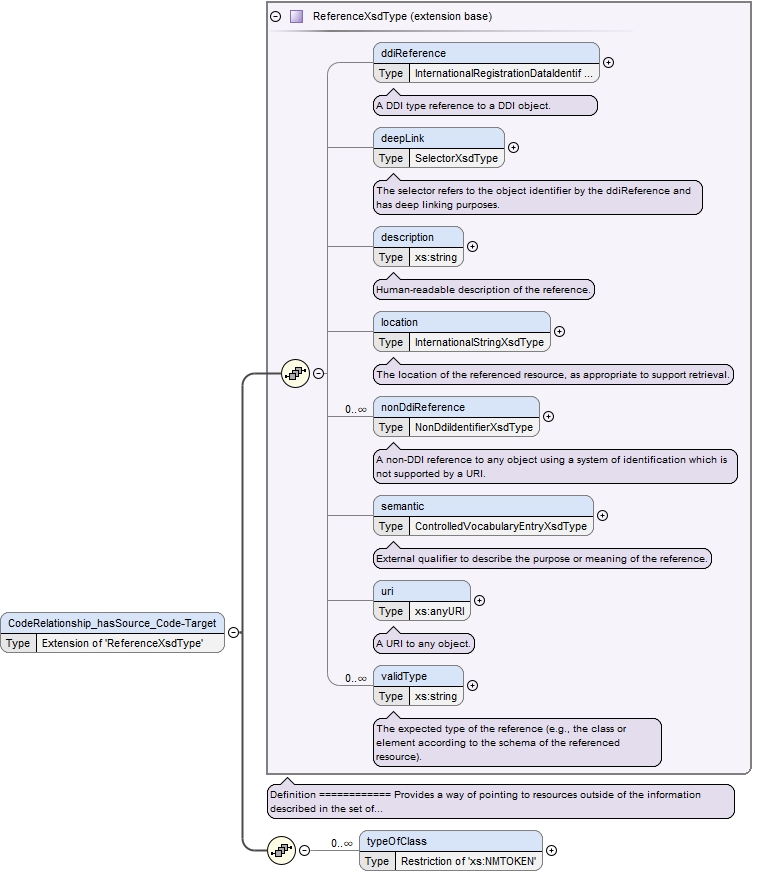 ReferenceXsdType (extension base)
ddiReference
Type InternationalRegistrationDataIdentif ...
A DDI type reference to a DDI object.
deepLink
Type SelectorXsdType
The selector refers to the object identifier by the ddiReference and
has deep linking purposes.
description
Type xs:string
Human-readable description of the reference.
location
Type InternationalStringXsdType
The location of the referenced resource, as appropriate to support retrieval.
0..∞ nonDdiReference
Type NonDdiIdentifierXsdType
A non-DDI reference to any object using a system of identification which is
not supported by a URI.
semantic
Type ControlledVocabularyEntryXsdType
External qualifier to describe the purpose or meaning of the reference.
uri
Type xs:anyURI
A URI to any object.
0..∞ validType
Type xs:string
The expected type of the reference (e.g., the class or
element according to the schema of the referenced
resource).
CodeRelationship_hasSource_Code-Target
Type Extension of 'ReferenceXsdType'
Definition ============ Provides a way of pointing to resources outside of the information
described in the set of...
0..∞ typeOfClass
Type Restriction of 'xs:NMTOKEN'